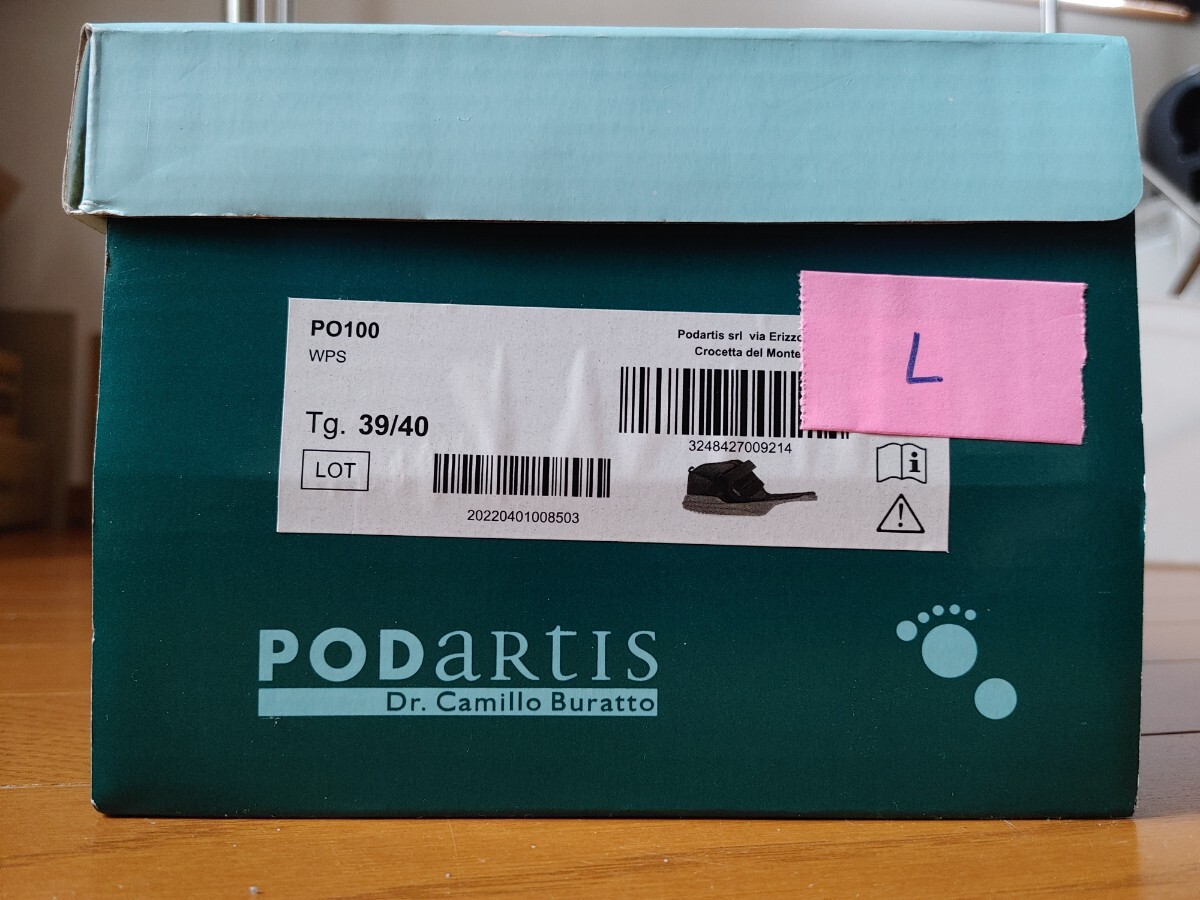 PO100
WPS
Podartis srl via Erizzo
Crocetta del Monte
L
Tg. 39/40
3248427009214
LOT
20220401008503
PODARTIS
Dr. Camillo Buratto